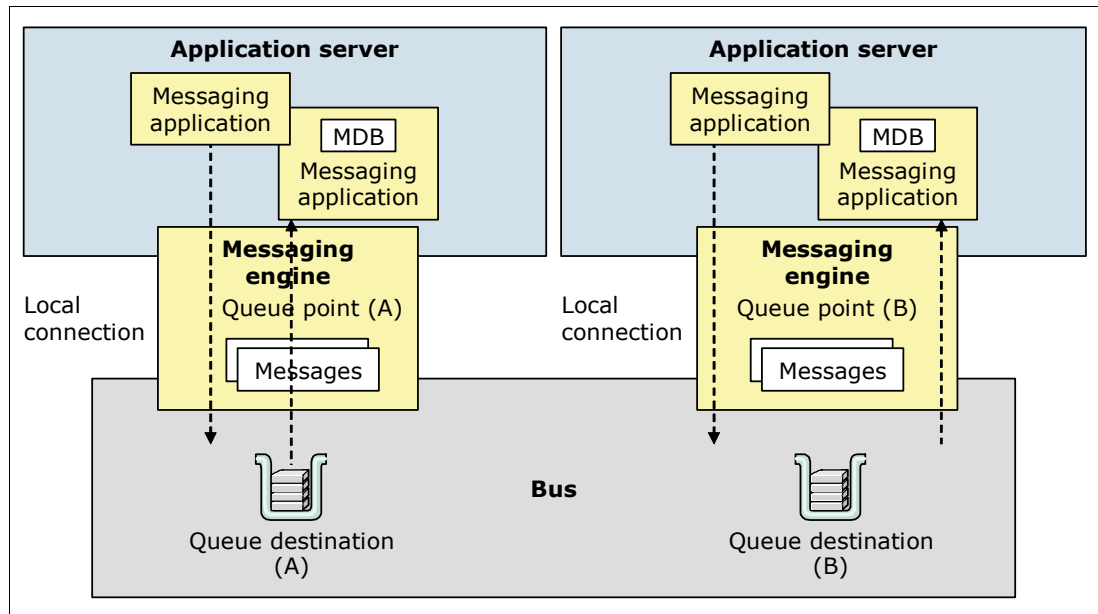 Application server
Messaging
application
MDB
Messaging
application
Messaging
engine
Queue point (A)
Messages
Local
connection
Queue destination
(A)
Application server
Messaging
application
MDB
Messaging
application
Messaging
engine
Queue point (B)
Messages
Local
connection
Queue destination
(B)
Bus